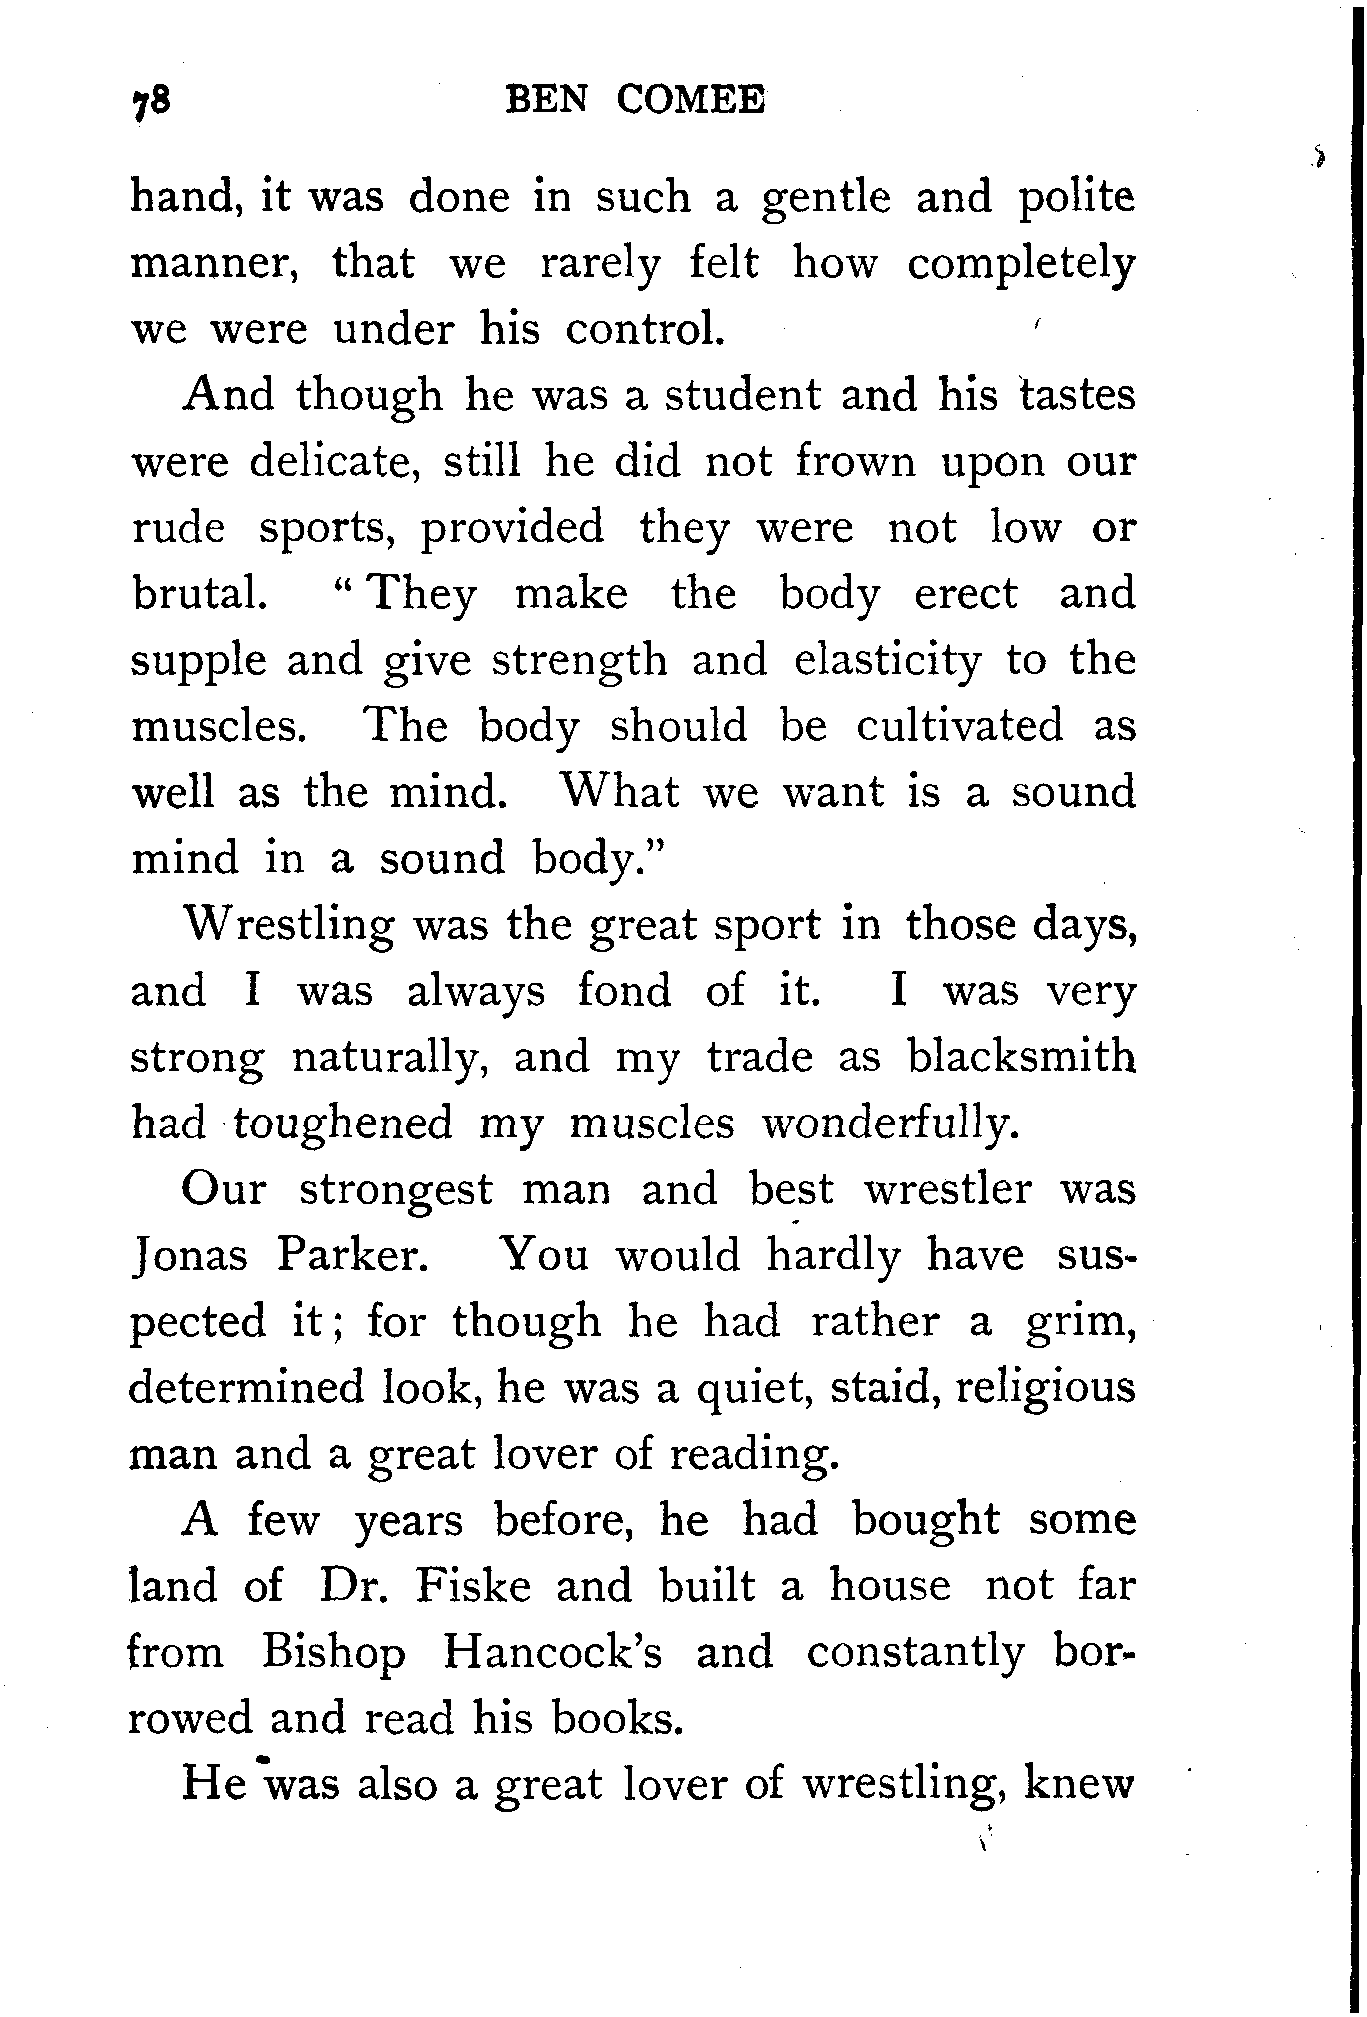 78 BEN COMEE
hand, it was done in such a gentle and polite
manner, that we rarely felt how completely
we were under his control.
And though he was a student and his tastes
were delicate, still he did not frown upon our
rude sports, provided they were not low or
brutal. “ They make the body erect and
supple and give strength and elasticity to the
muscles. The body should be cultivated as
well as the mind. What we want is a sound
mind in a sound body.”
Wrestling was the great sport in those days,
and I was always fond of it. I was very
strong naturally, and my trade as blacksmith
had toughened my muscles wonderfully.
Our strongest man and best wrestler was
Jonas Parker. You would hardly have sus-
pected it ; for though he had rather a grim,
determined look, he was a quiet, staid, religious
man and a great lover of reading.
A few years before, he had bought some
land of Dr. Fiske and built a house not far
from Bishop Hancock’s and constantly bor-
rowed and read his books.
He was also a great lover of wrestling, knew